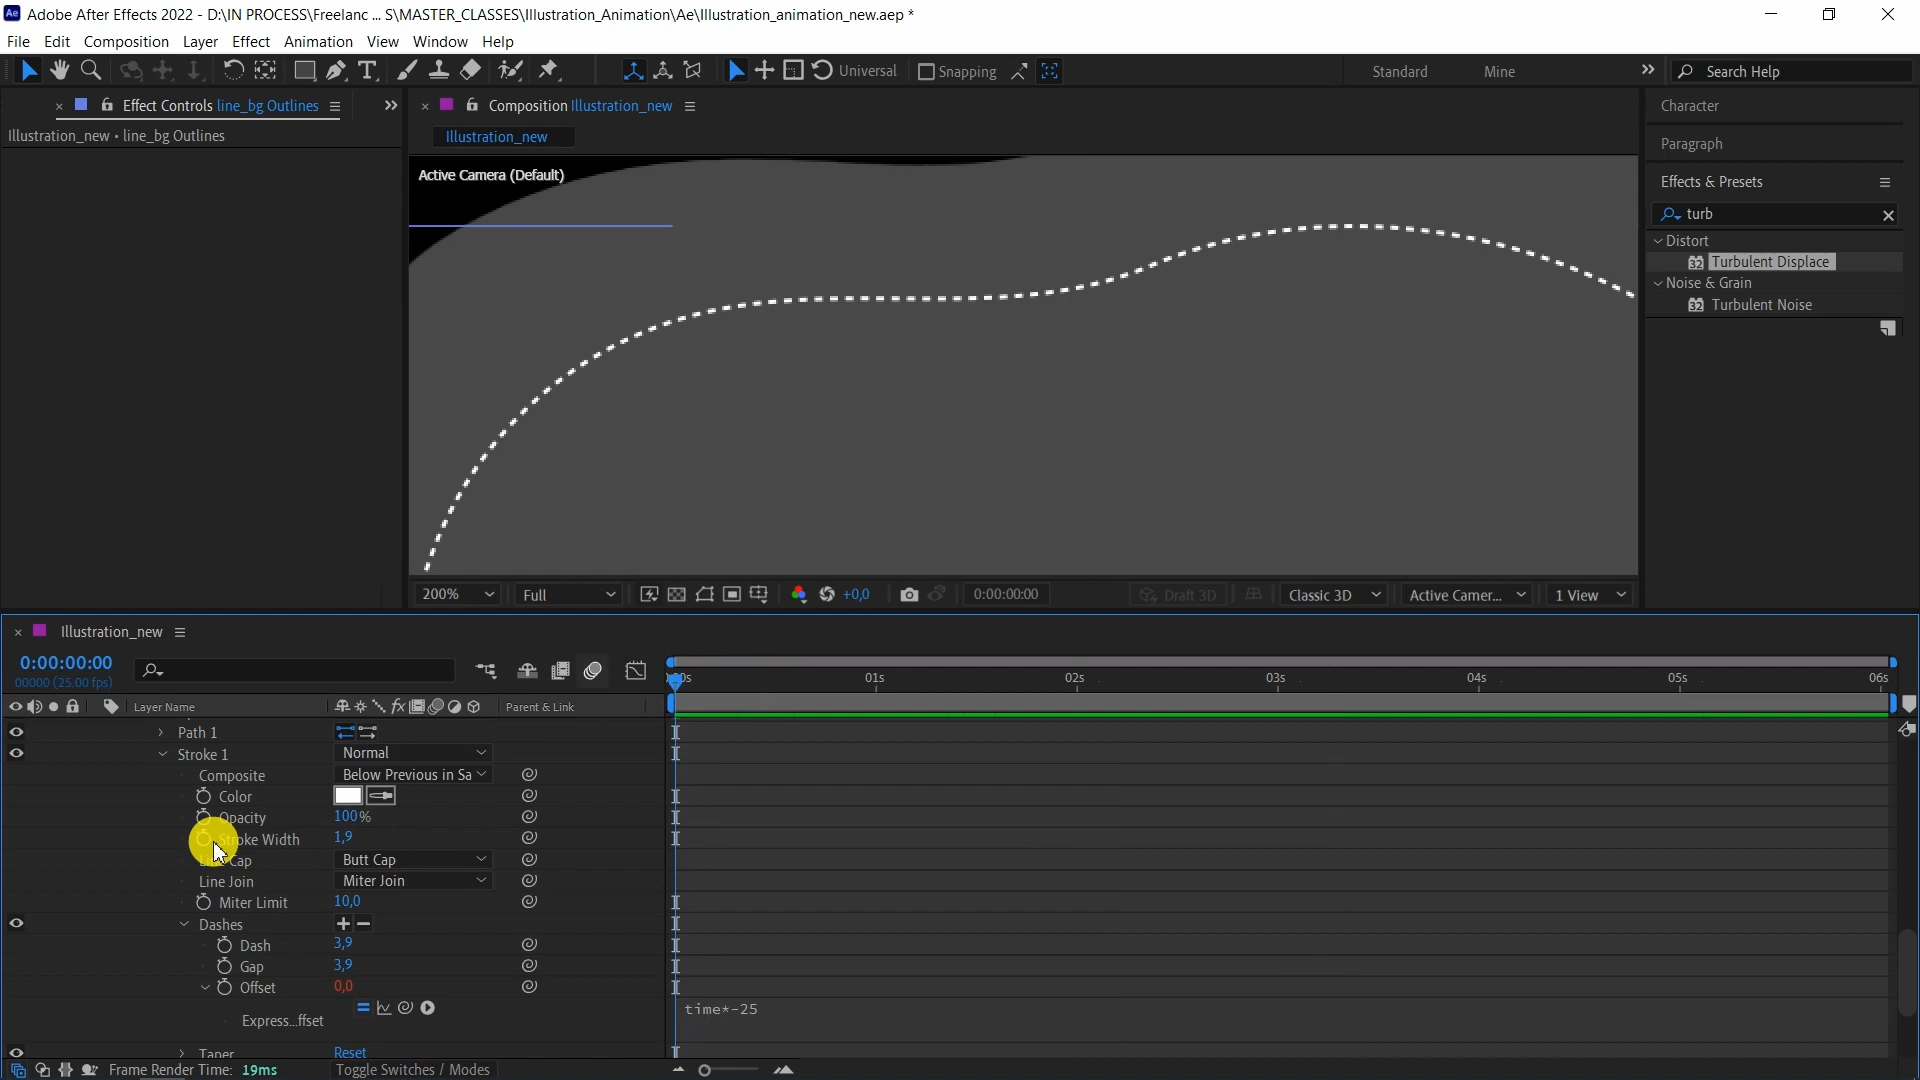 Adobe After Effects 2022 - D:\IN PROCESS\Freelanc ... S\MASTER_CLASSES\Illustration_Animation\Ae\Illustration_animation_new.aep *
File Edit Composition Layer Effect Animation View Window Help
Universal Snapping Standard Mine Search Help
Effect Controls line_bg Outlines
Composition Illustration_new
Character
Illustration_new • line_bg Outlines
Illustration_new
Paragraph
Active Camera (Default)
Effects & Presets
turb
Distort
32 Turbulent Displace
Noise & Grain
32 Turbulent Noise
200% Full +0,0 0:00:00:00 Draft 3D Classic 3D Active Camer... 1 View
Illustration_new
0:00:00:00
00000 (25.00 fps)
01s 02s 03s 04s 05s 06s
Layer Name Parent & Link
Path 1
Stroke 1 Normal
Composite Below Previous in Sa
Color
Opacity 100%
Stroke Width 1,9
Cap Butt Cap
Line Join Miter Join
Miter Limit 10,0
Dashes
Dash 3,9
Gap 3,9
Offset 0,0
time*-25
Express...ffset
Taper Reset
Frame Render Time: 19ms Toggle Switches / Modes